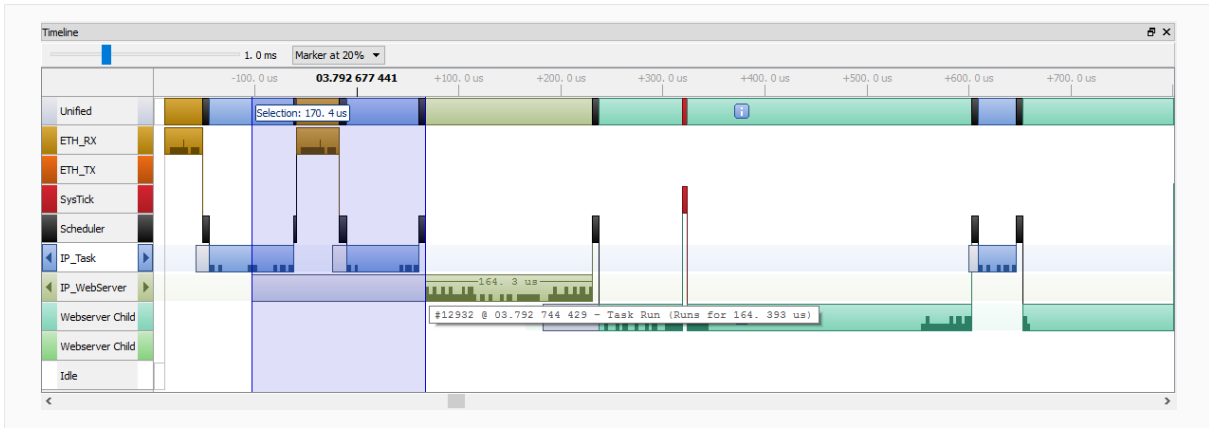 Timeline
1. 0 ms Marker at 20%
-100. 0 us 03.792 677 441 +100. 0 us +200. 0 us +300. 0 us +400. 0 us +500. 0 us +600. 0 us +700. 0 us
Unified
Selection: 170. 4 us
i
ETH_RX
ETH_TX
SysTick
Scheduler
IP_Task
IP_WebServer
164. 3 us
#12932 @ 03.792 744 429 - Task Run (Runs for 164. 393 us)
Webserver Child
Webserver Child
Idle